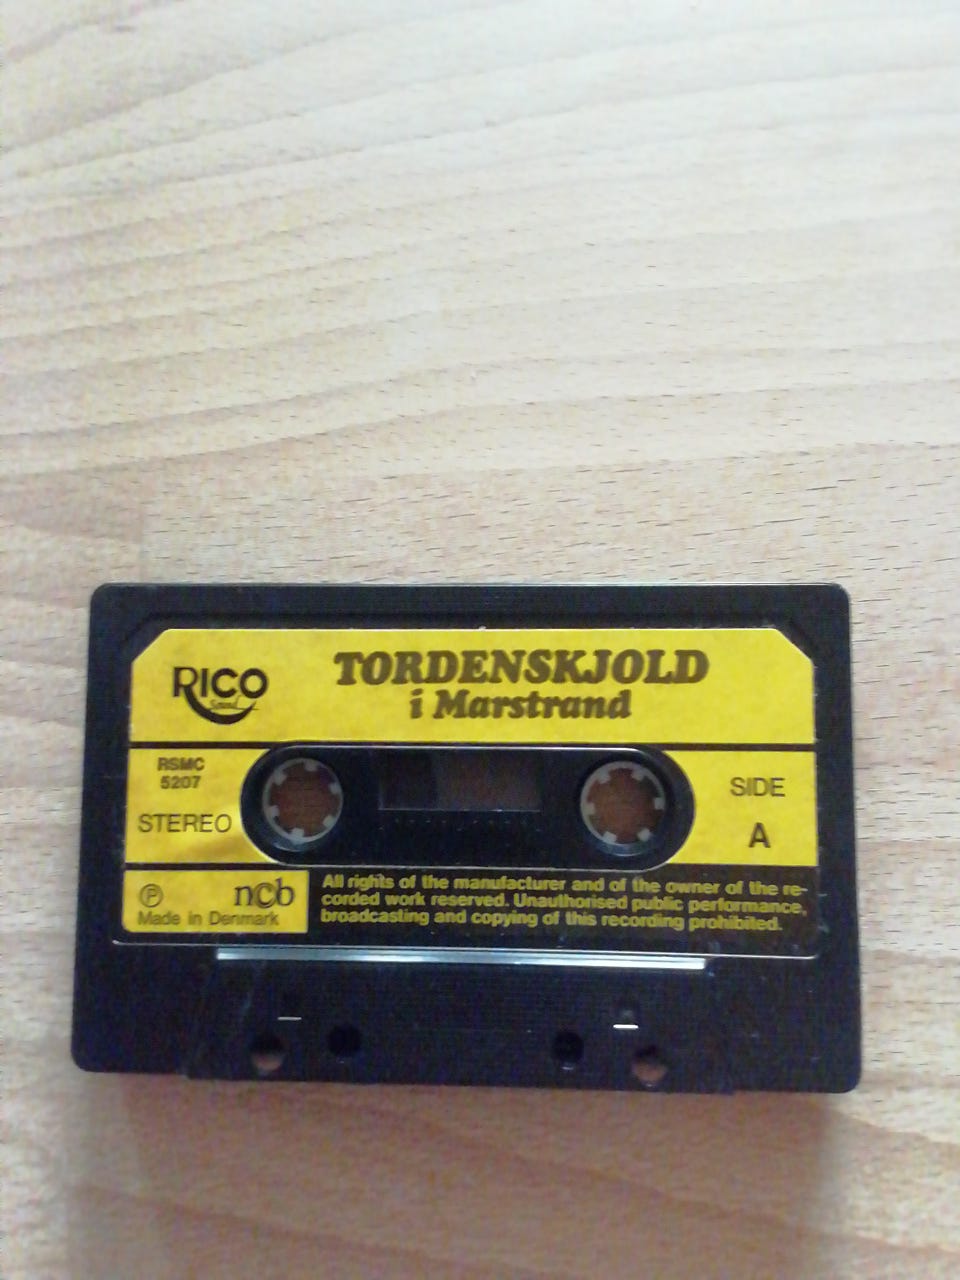 RICO
Sound
TORDENSKJOLD
i Marstrand
RSMC
5207
STEREO
SIDE
A
Ⓟ
ncb
Made in Denmark
All rights of the manufacturer and of the owner of the re-
corded work reserved. Unauthorised public performance,
broadcasting and copying of this recording prohibited.